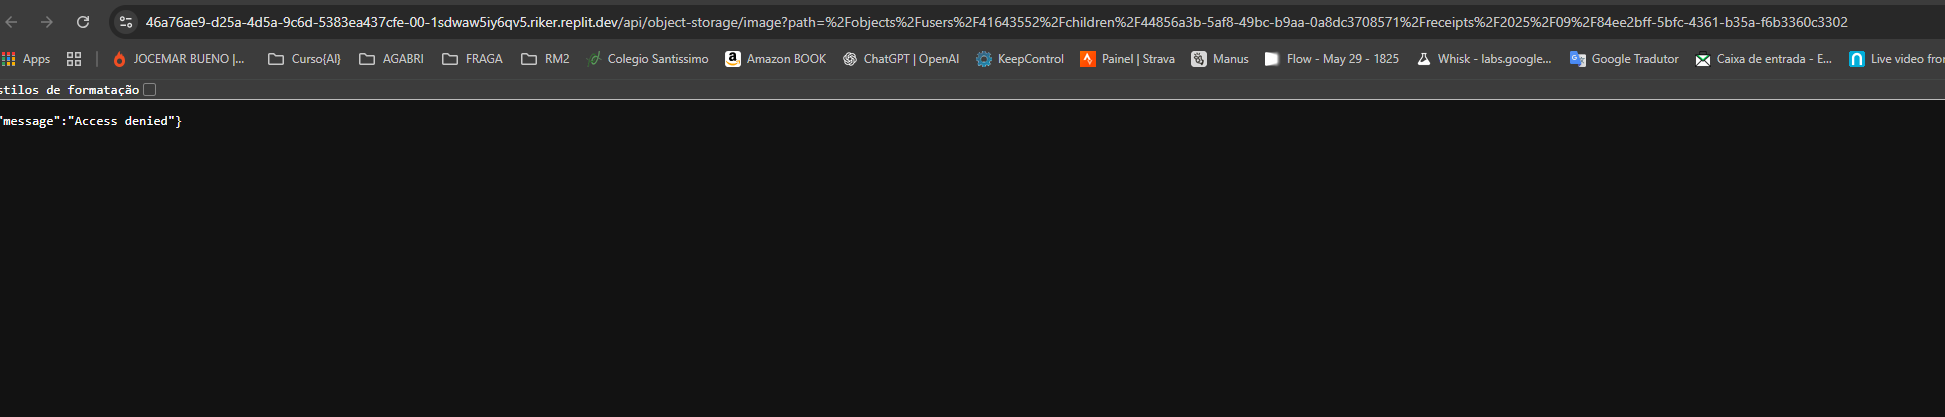 46a76ae9-d25a-4d5a-9c6d-5383ea437cfe-00-1sdwaw5iy6qv5.riker.replit.dev/api/object-storage/image?path=%2Fobjects%2Fusers%2F41643552%2Fchildren%2F44856a3b-5af8-49bc-b9aa-0a8dc3708571%2Freceipts%2F2025%2F09%2F84ee2bff-5bfc-4361-b35a-f6b3360c3302
Apps JOCEMAR BUENO |... Curso{AI} AGABRI FRAGA RM2 Colegio Santissimo Amazon BOOK ChatGPT | OpenAI KeepControl Painel | Strava Manus Flow - May 29 - 1825 Whisk - labs.google... Google Tradutor Caixa de entrada - E... Live video fror
stilos de formatação
"message":"Access denied"}